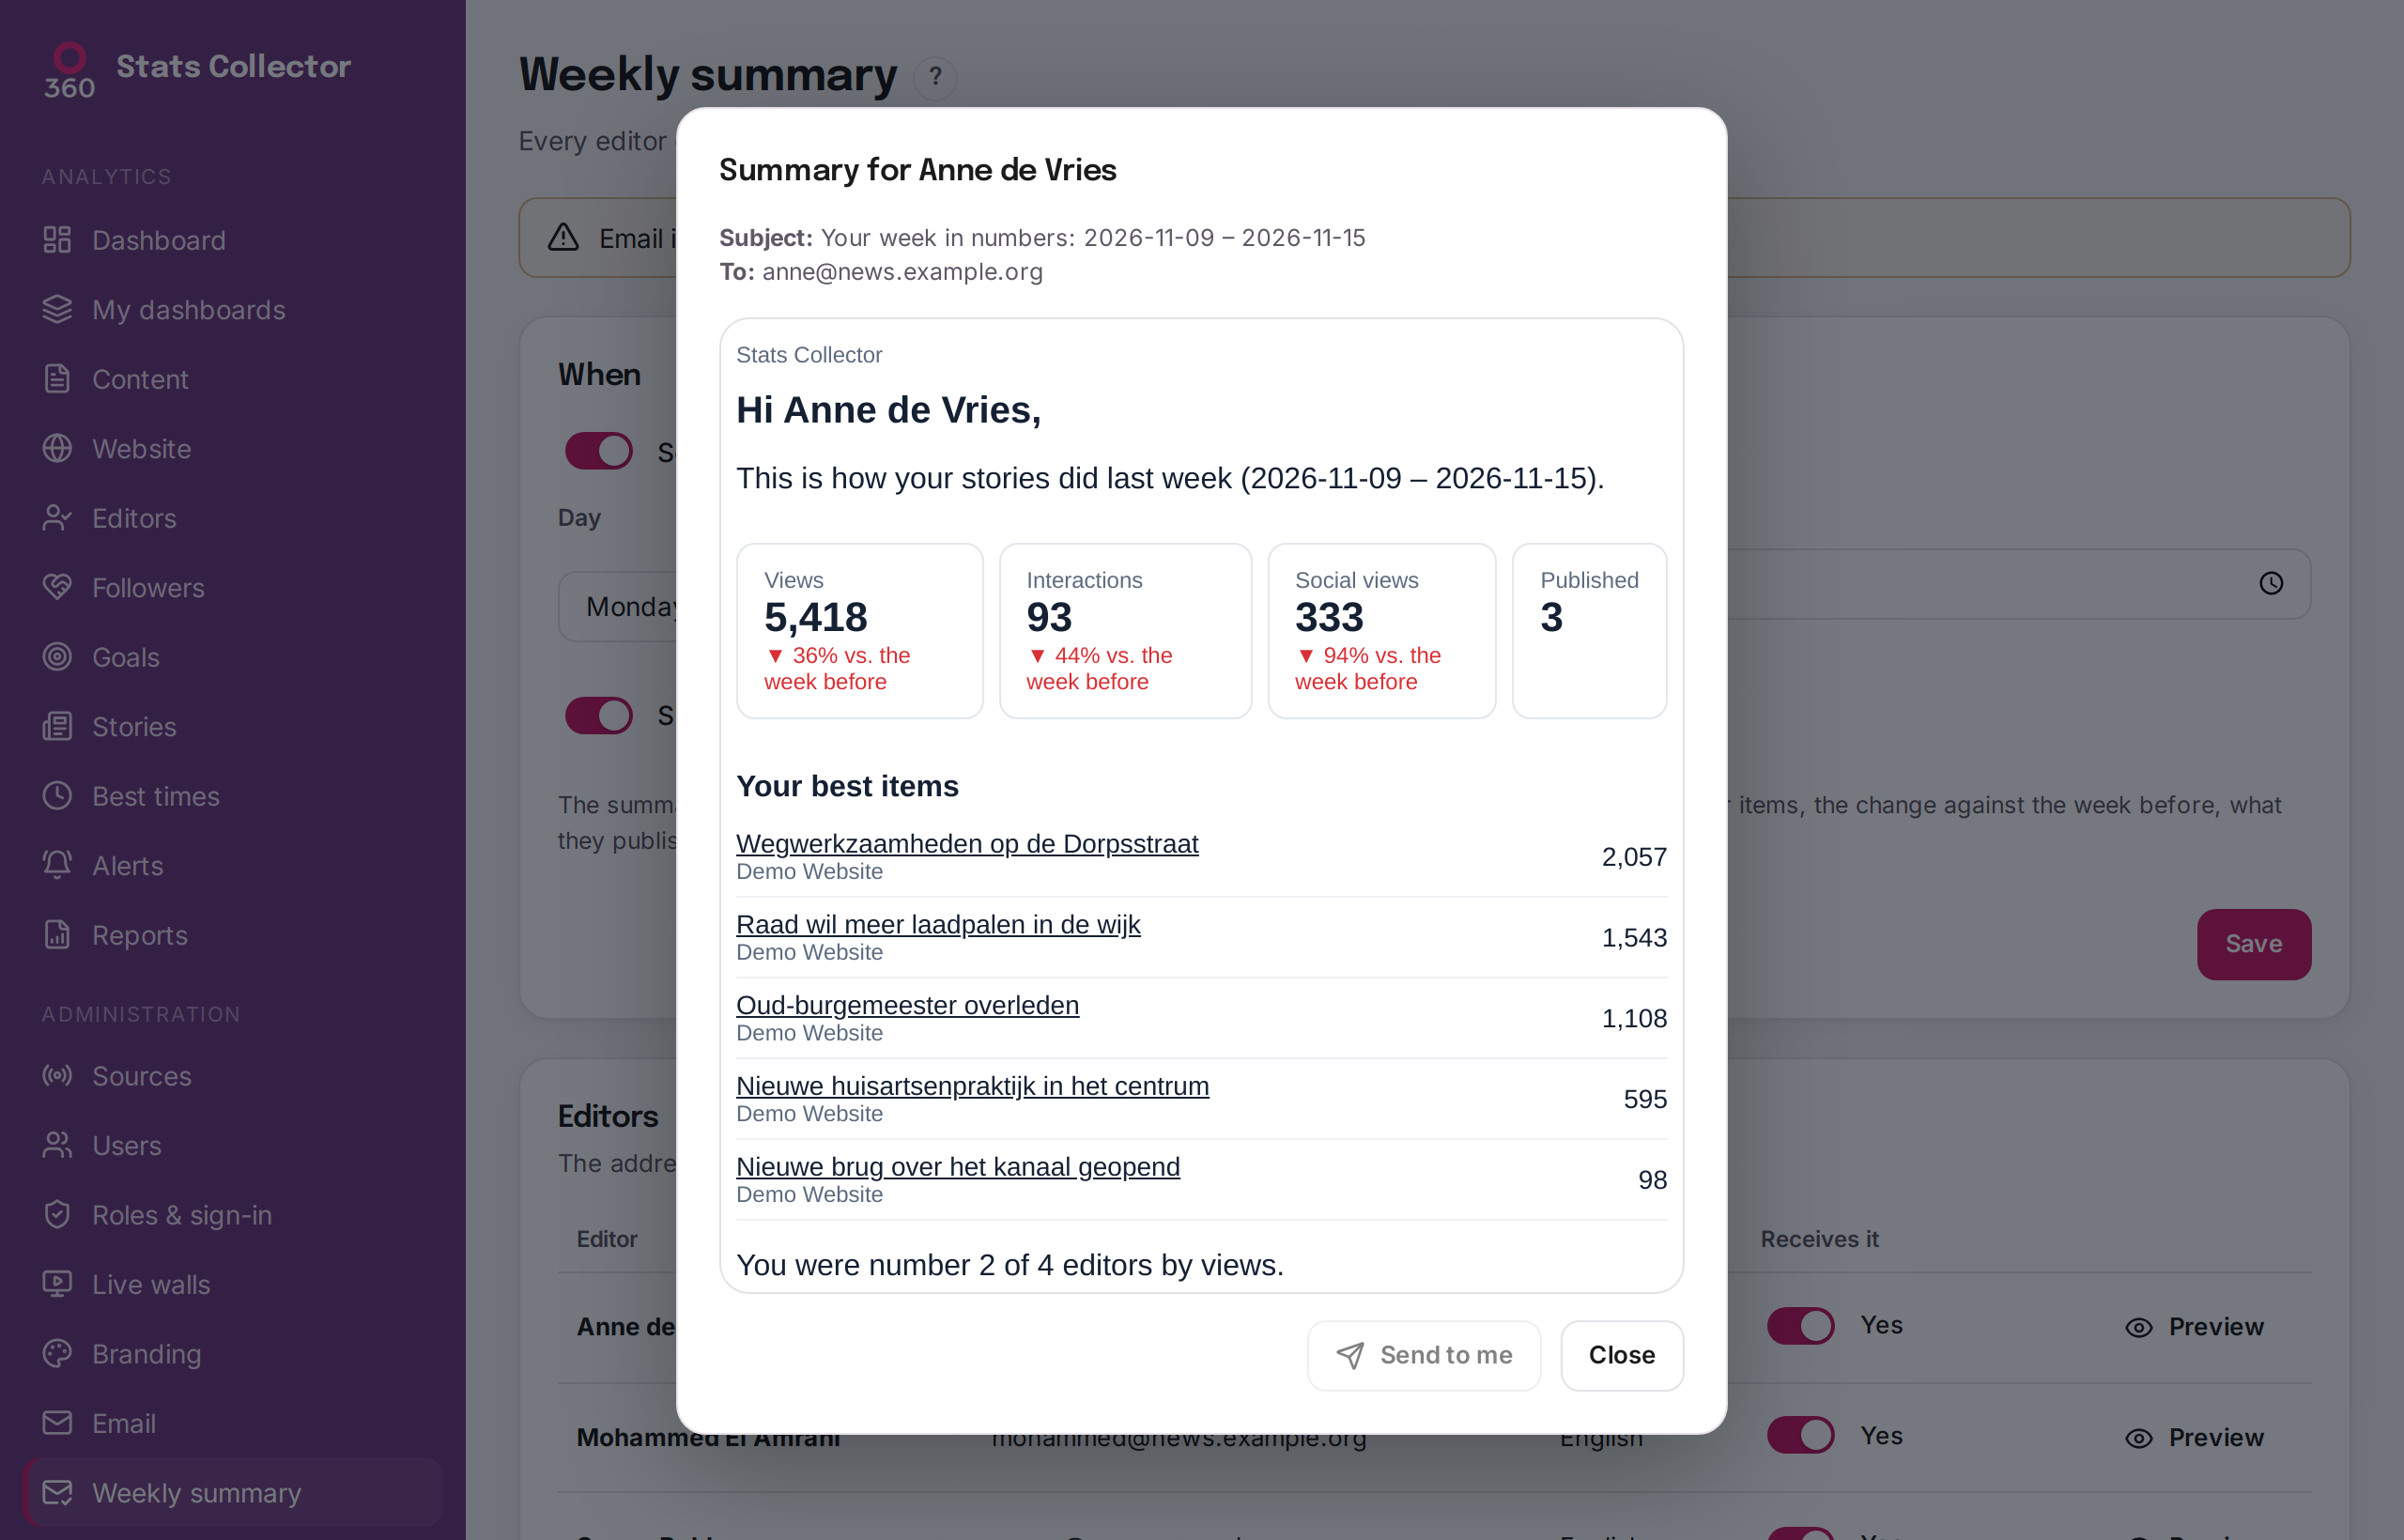 360
Stats Collector
ANALYTICS
Dashboard
My dashboards
Content
Website
Editors
Followers
Goals
Stories
Best times
Alerts
Reports
ADMINISTRATION
Sources
Users
Roles & sign-in
Live walls
Branding
Email
Weekly summary
Weekly summary ?
Every editor
Email
When
Day
Monday
The
they
items, the change against the week before, what
Save
Editors
The
Editor
Receives it
Anne de
Yes
Preview
Mohammed El Amrani
mohammed@news.example.org
English
Yes
Preview
Summary for Anne de Vries
Subject: Your week in numbers: 2026-11-09 – 2026-11-15
To: anne@news.example.org
Stats Collector
Hi Anne de Vries,
This is how your stories did last week (2026-11-09 – 2026-11-15).
Views
5,418
▼ 36% vs. the
week before
Interactions
93
▼ 44% vs. the
week before
Social views
333
▼ 94% vs. the
week before
Published
3
Your best items
Wegwerkzaamheden op de Dorpsstraat
Demo Website
2,057
Raad wil meer laadpalen in de wijk
Demo Website
1,543
Oud-burgemeester overleden
Demo Website
1,108
Nieuwe huisartsenpraktijk in het centrum
Demo Website
595
Nieuwe brug over het kanaal geopend
Demo Website
98
You were number 2 of 4 editors by views.
Send to me
Close